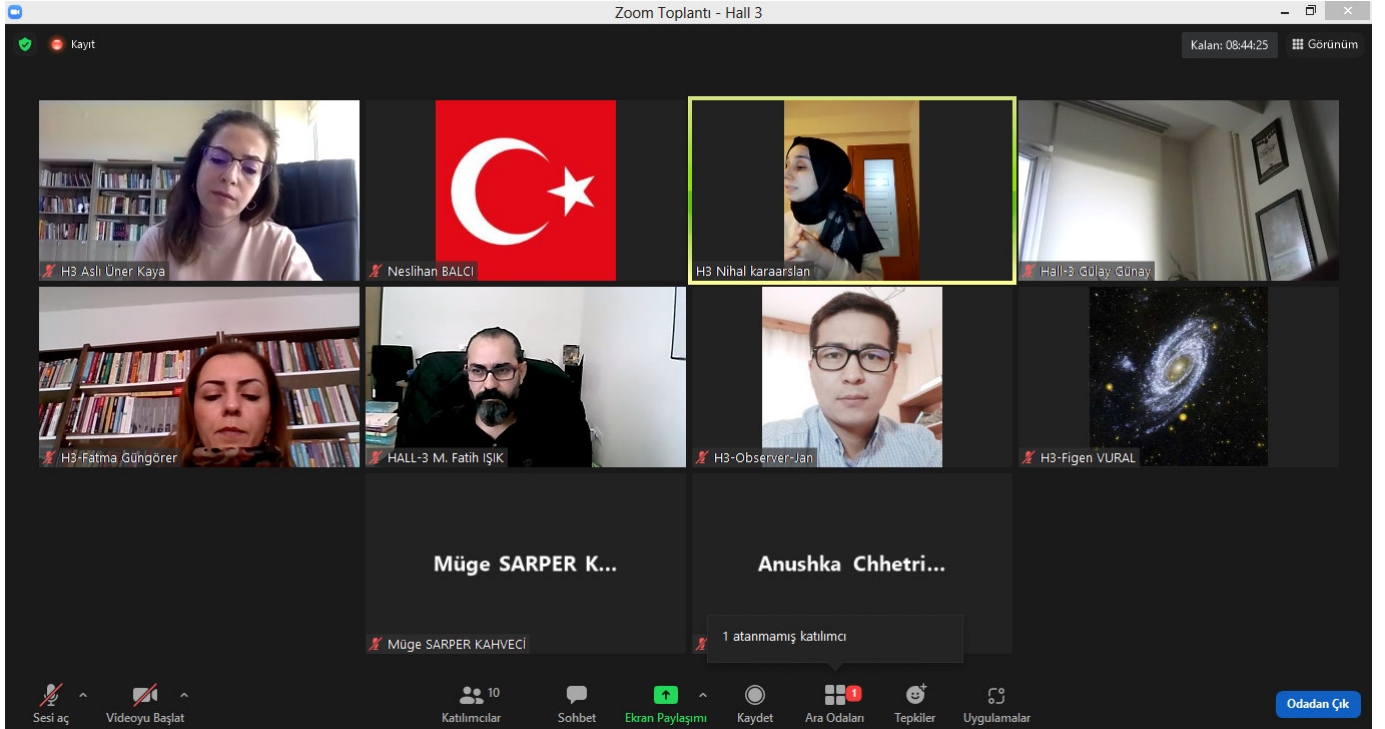 Zoom Toplantı - Hall 3
Kayıt
Kalan: 08:44:25
Görünüm
H3 Aslı Üner Kaya
Neslihan BALCI
H3 Nihal karaarslan
Hall-3 Gülay Günay
H3-Fatma Güngörer
HALL-3 M. Fatih IŞIK
H3-Observer-Jan
H3-Figen VURAL
Müge SARPER K...
Anushka Chhetri...
Müge SARPER KAHVECİ
1 atanmamış katılımcı
10
1
Sesi aç
Videoyu Başlat
Katılımcılar
Sohbet
Ekran Paylaşımı
Kaydet
Ara Odaları
Tepkiler
Uygulamalar
Odadan Çık